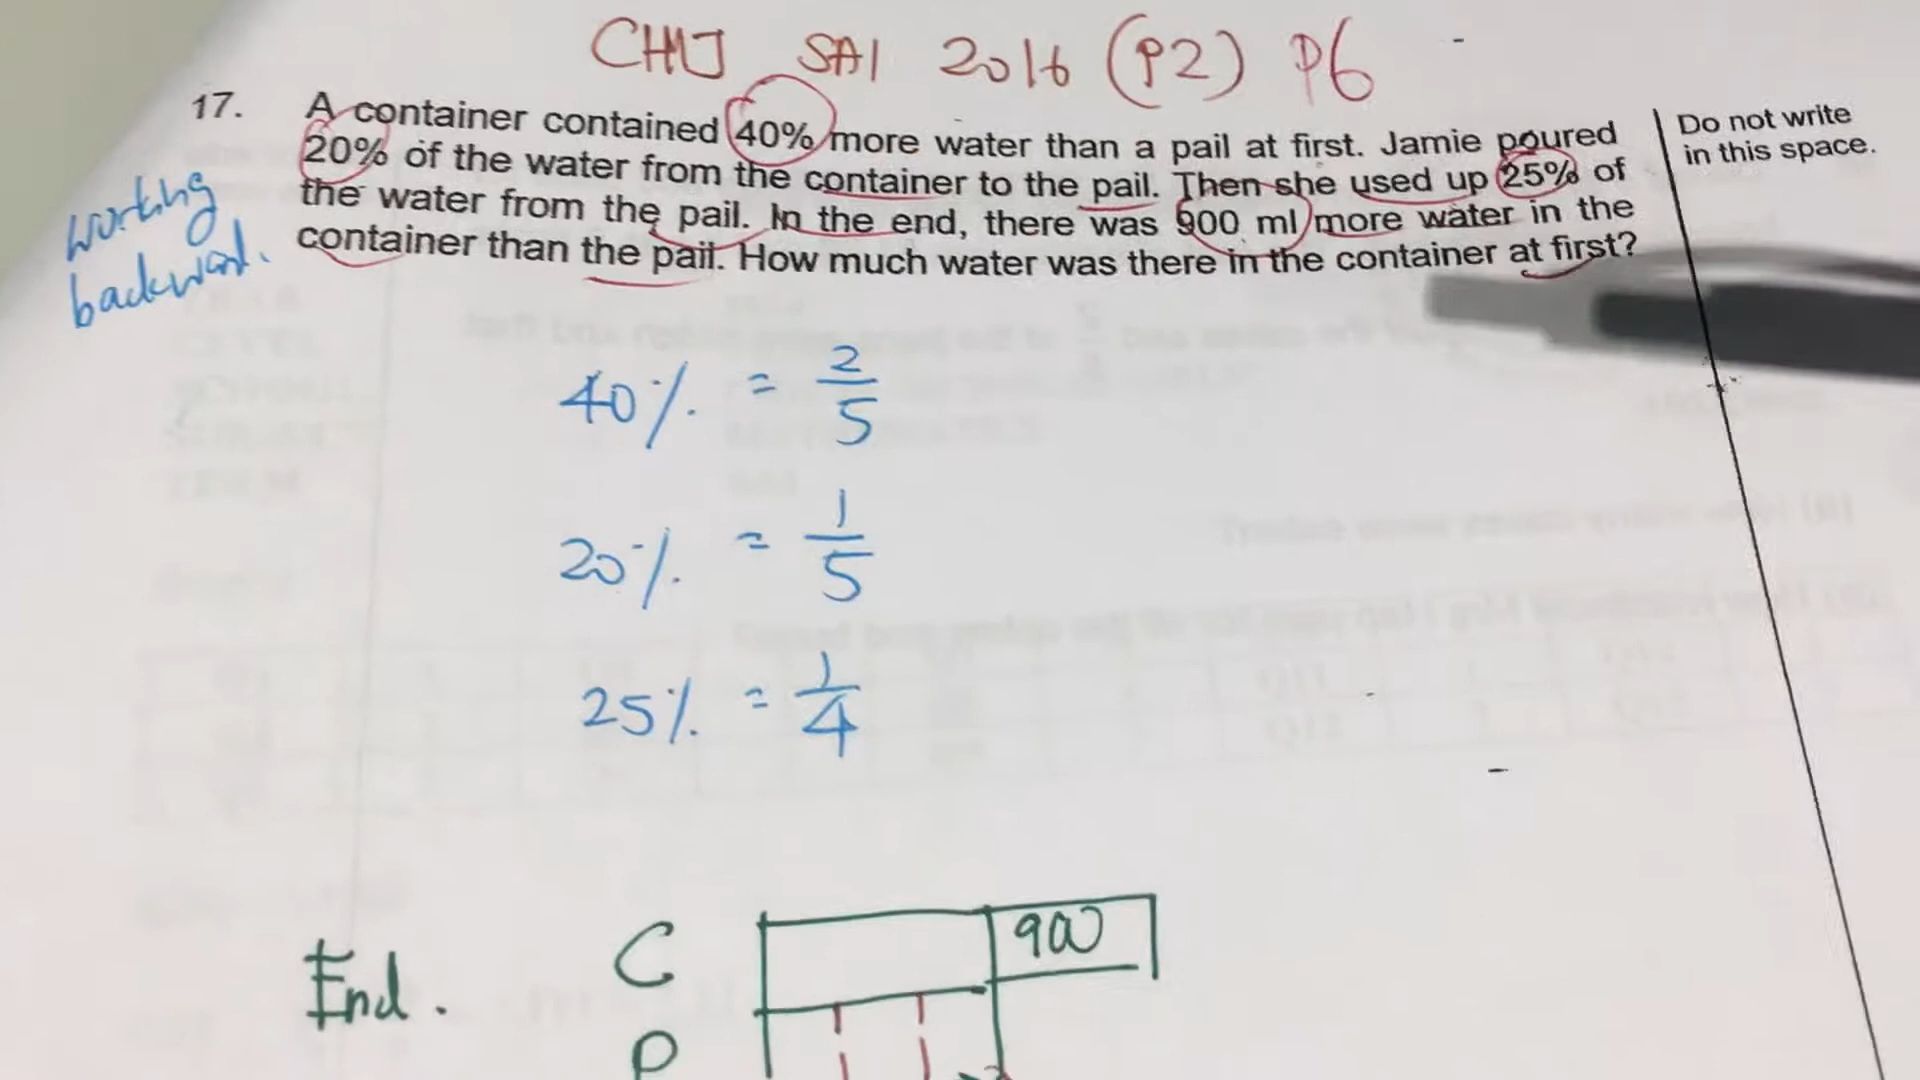 CHIJ SA1 2016 (P2) P6
17. A container contained 40% more water than a pail at first. Jamie poured
20% of the water from the container to the pail. Then she used up 25% of
the water from the pail. In the end, there was 900 ml more water in the
container than the pail. How much water was there in the container at first?
Do not write
in this space.
working
backward.
40% = 2/5
20% = 1/5
25% = 1/4
End.
C
900
P